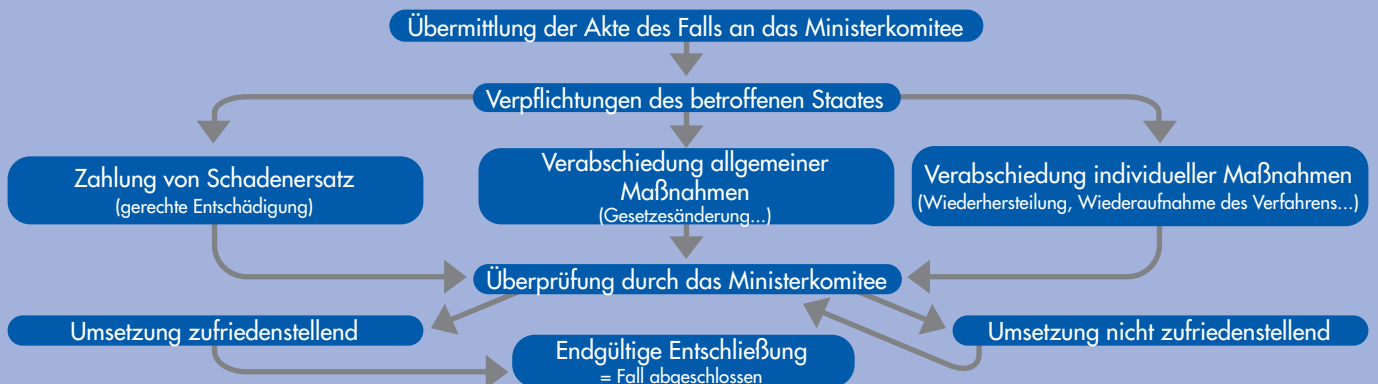 Übermittlung der Akte des Falls an das Ministerkomitee
Verpflichtungen des betroffenen Staates
Zahlung von Schadenersatz
(gerechte Entschädigung)
Verabschiedung allgemeiner
Maßnahmen
(Gesetzesänderung...)
Verabschiedung individueller Maßnahmen
(Wiederhersteilung, Wiederaufnahme des Verfahrens...)
Überprüfung durch das Ministerkomitee
Umsetzung zufriedenstellend
Umsetzung nicht zufriedenstellend
Endgültige Entschließung
= Fall abgeschlossen